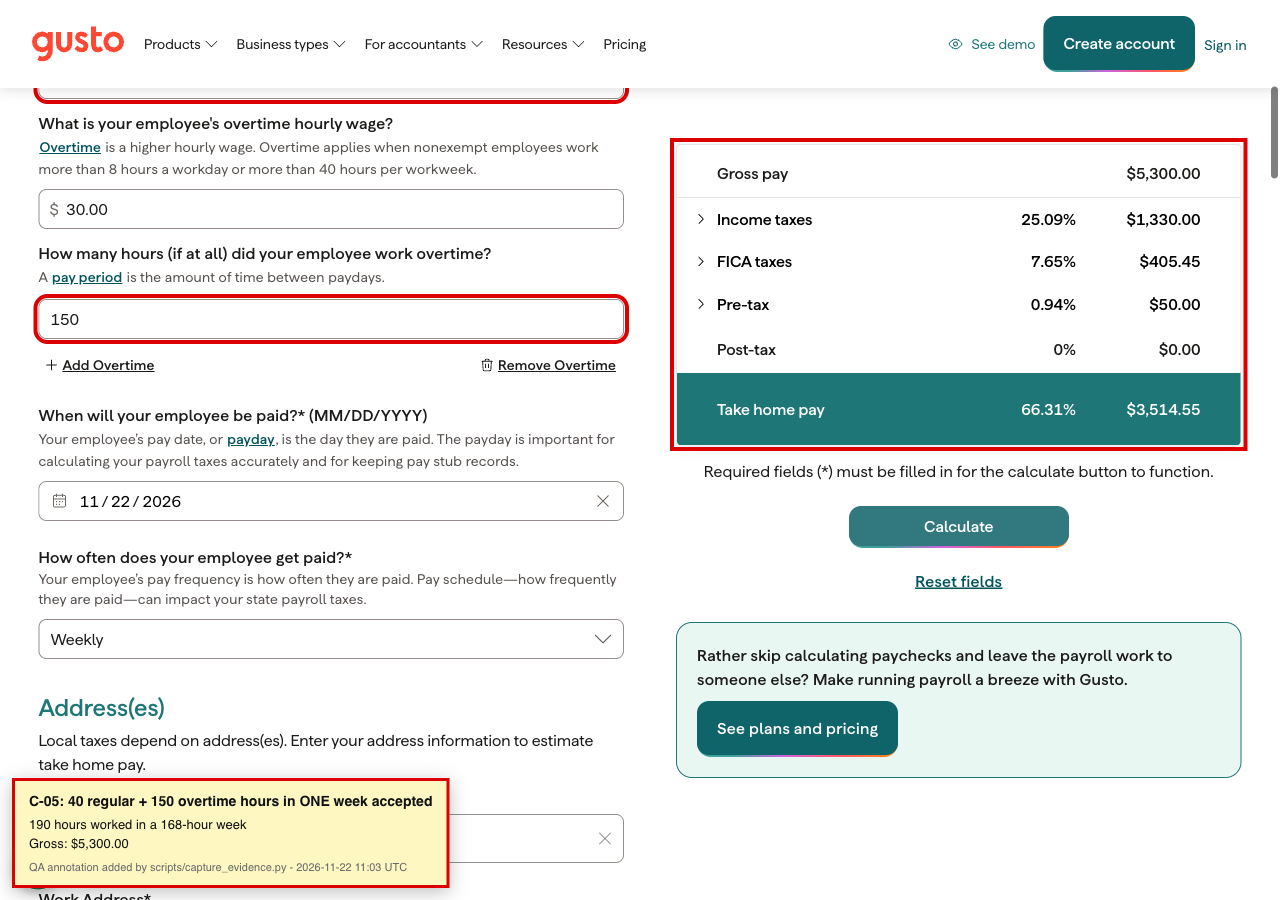 gusto
Products
Business types
For accountants
Resources
Pricing
See demo
Create account
Sign in
What is your employee's overtime hourly wage?
Overtime is a higher hourly wage. Overtime applies when nonexempt employees work
more than 8 hours a workday or more than 40 hours per workweek.
$ 30.00
How many hours (if at all) did your employee work overtime?
A pay period is the amount of time between paydays.
150
Add Overtime
Remove Overtime
When will your employee be paid?* (MM/DD/YYYY)
Your employee's pay date, or payday, is the day they are paid. The payday is important for
calculating your payroll taxes accurately and for keeping pay stub records.
11 / 22 / 2026
How often does your employee get paid?*
Your employee's pay frequency is how often they are paid. Pay schedule—how frequently
they are paid—can impact your state payroll taxes.
Weekly
Address(es)
Local taxes depend on address(es). Enter your address information to estimate
take home pay.
C-05: 40 regular + 150 overtime hours in ONE week accepted
190 hours worked in a 168-hour week
Gross: $5,300.00
QA annotation added by scripts/capture_evidence.py - 2026-11-22 11:03 UTC
Work Address*
Gross pay $5,300.00
Income taxes 25.09% $1,330.00
FICA taxes 7.65% $405.45
Pre-tax 0.94% $50.00
Post-tax 0% $0.00
Take home pay 66.31% $3,514.55
Required fields (*) must be filled in for the calculate button to function.
Calculate
Reset fields
Rather skip calculating paychecks and leave the payroll work to
someone else? Make running payroll a breeze with Gusto.
See plans and pricing